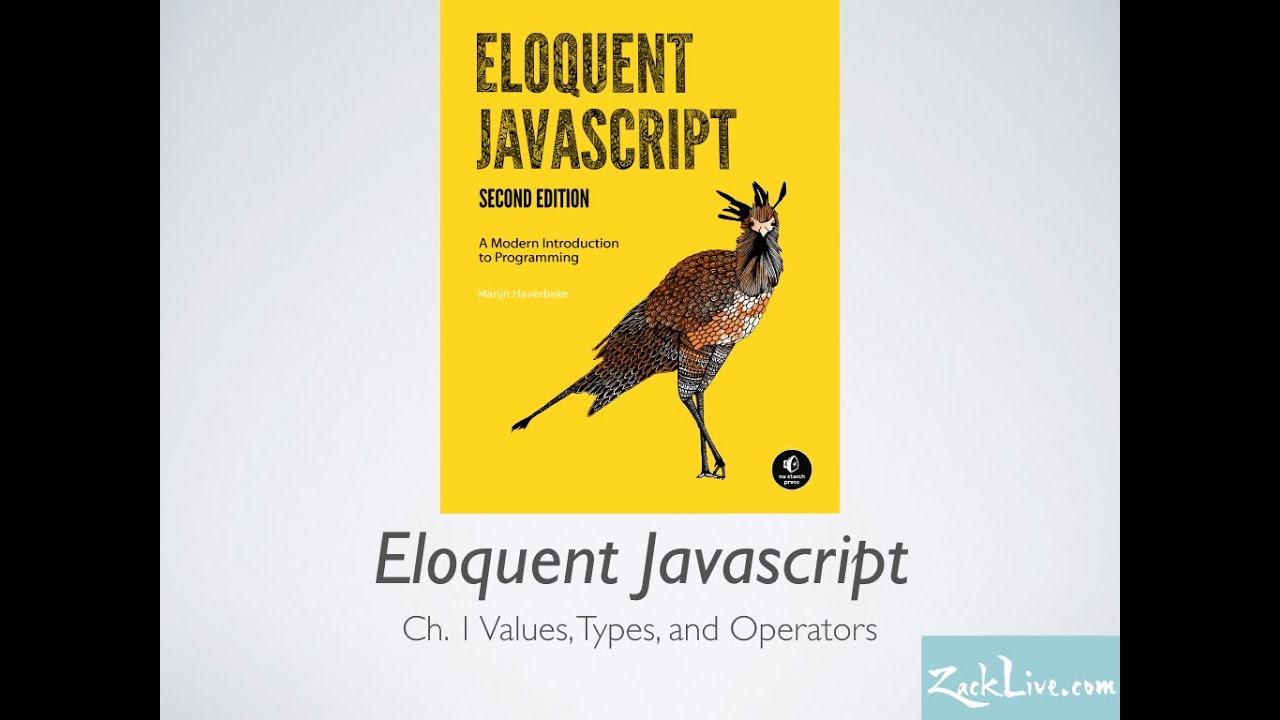 ELOQUENT
JAVASCRIPT
SECOND EDITION
A Modern Introduction
to Programming
Marijn Haverbeke
no starch
press
Eloquent Javascript
Ch. 1 Values, Types, and Operators
ZackLive.com